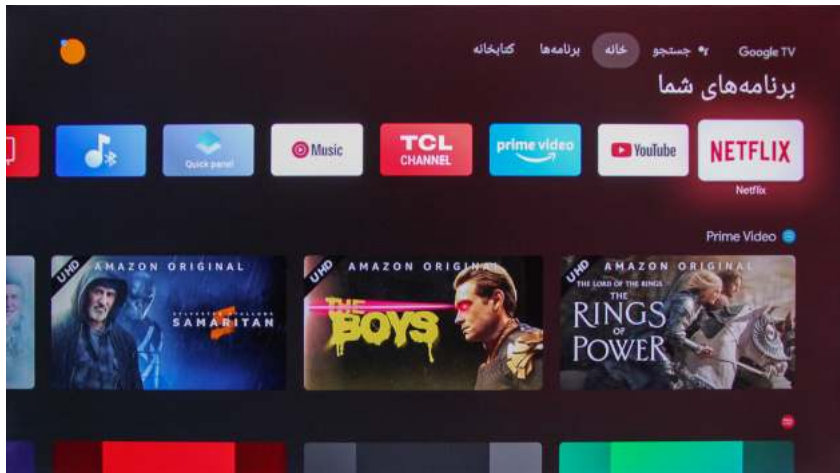 Google TV جستجو خانه برنامه‌ها کتابخانه
برنامه‌های شما
NETFLIX
YouTube
prime video
TCL
CHANNEL
Music
Quick panel
Netflix
Prime Video
UHD
AMAZON ORIGINAL
THE LORD OF THE RINGS
THE
RINGS
OF
POWER
UHD
AMAZON ORIGINAL
THE
BOYS
UHD
AMAZON ORIGINAL
SYLVESTER STALLONE
SAMARITAN